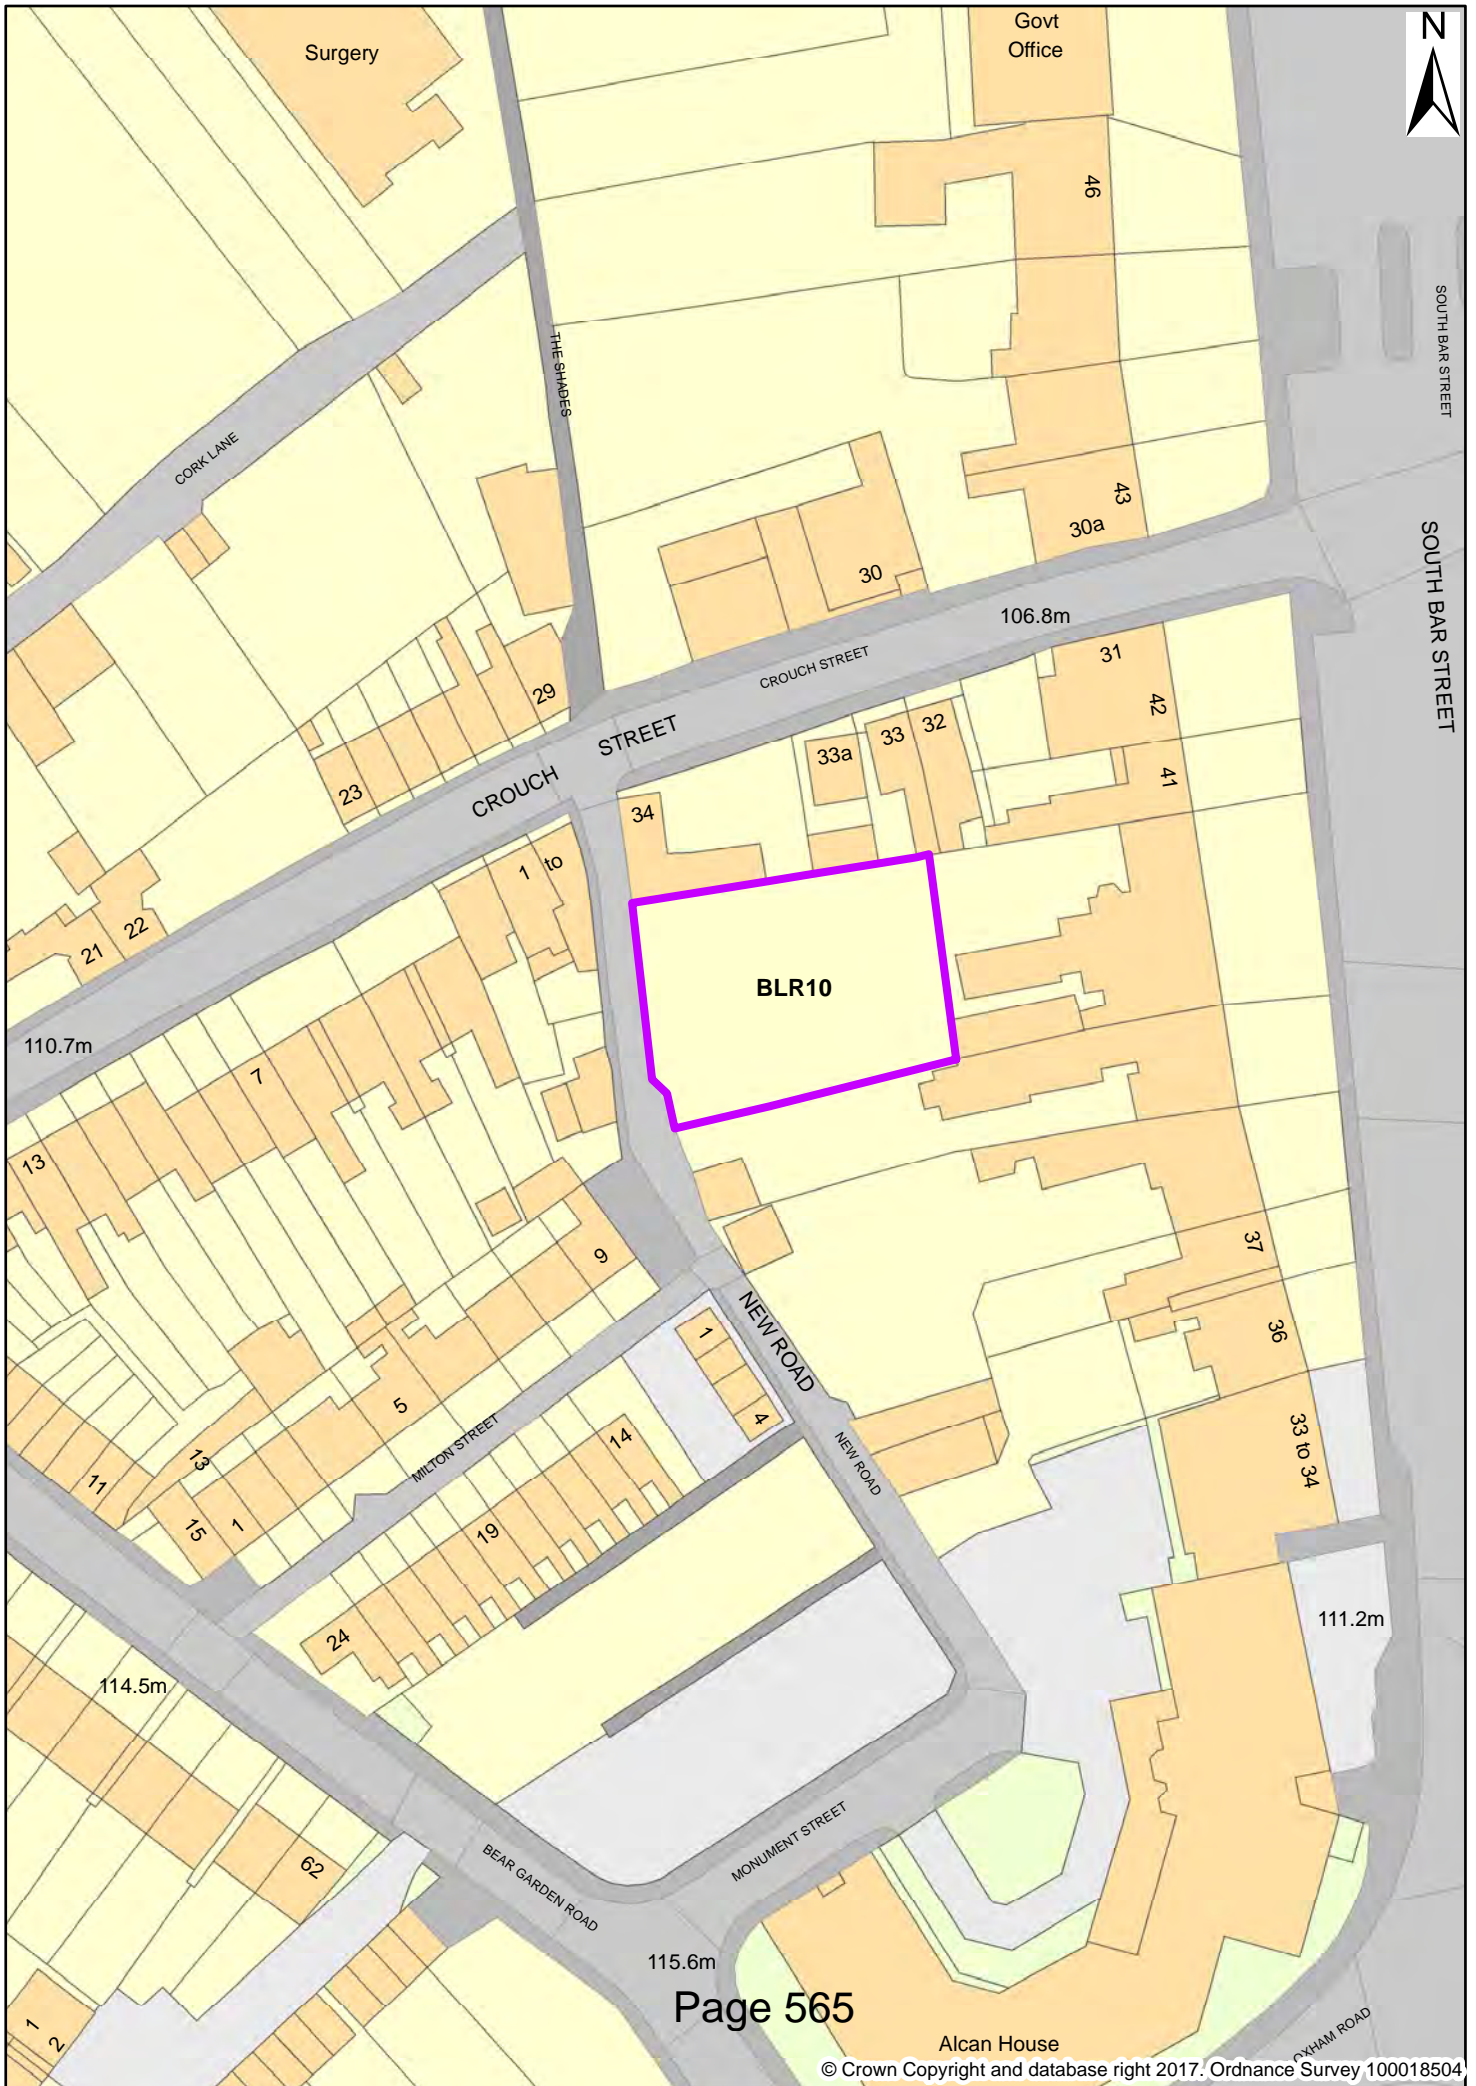 Surgery
Govt
Office
N
46
SOUTH BAR STREET
THE SHADES
CORK LANE
43
30a
30
SOUTH BAR STREET
106.8m
CROUCH STREET
31
29
42
CROUCH STREET
33a
33
32
41
23
34
1 to
22
21
BLR10
110.7m
7
13
37
9
NEW ROAD
1
36
4
5
14
13
33 to 34
MILTON STREET
NEW ROAD
11
15
1
19
24
111.2m
114.5m
62
MONUMENT STREET
BEAR GARDEN ROAD
115.6m
Page 565
1
2
Alcan House
OXHAM ROAD
© Crown Copyright and database right 2017. Ordnance Survey 100018504